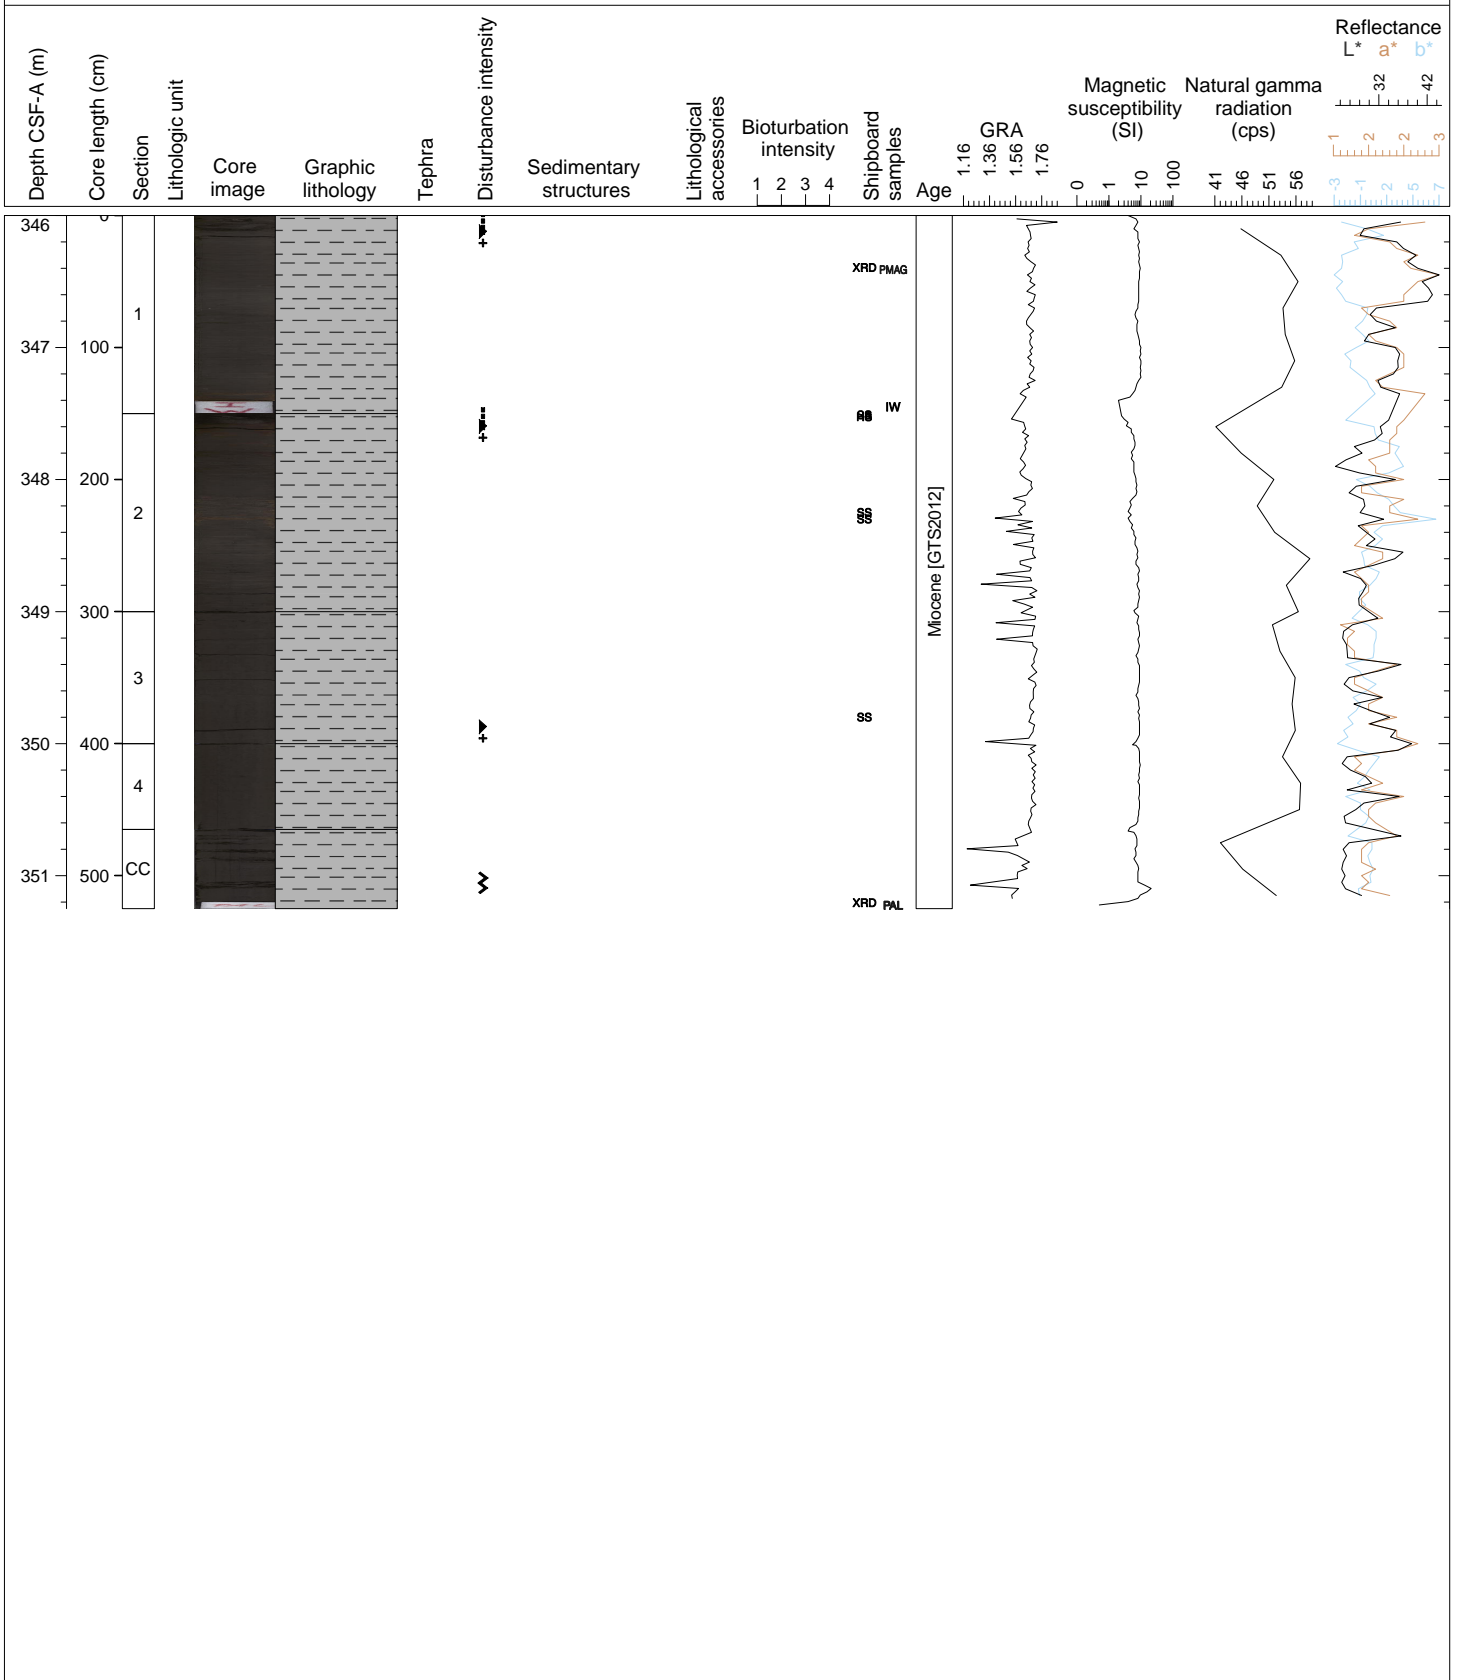 Depth CSF-A (m)
Core length (cm)
Section
Lithologic unit
Core
image
Graphic
lithology
Tephra
Disturbance intensity
Sedimentary
structures
Lithological
accessories
Bioturbation
intensity
1 2 3 4
Shipboard
samples
Age
GRA
1.16 1.36 1.56 1.76
Magnetic
susceptibility
(SI)
0 1 10 100
Natural gamma
radiation
(cps)
41 46 51 56
Reflectance
L* a* b*
32 42
1 2 2 3
-3 -1 2 5 7
346 0
XRD PMAG
1
347 100
IW
348 200
2
SS
SS
Miocene [GTS2012]
349 300
3
SS
350 400
4
351 500 CC
XRD PAL